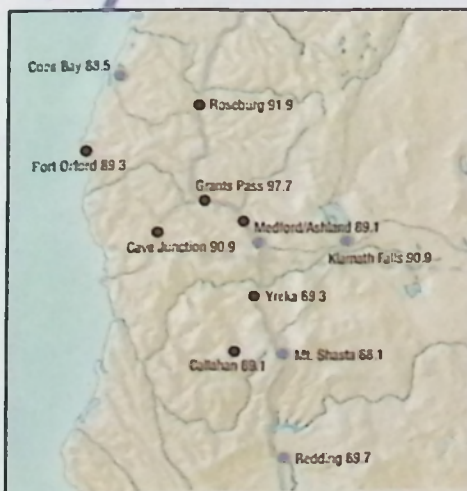 Coos Bay 88.5
Roseburg 91.9
Port Orford 89.3
Grants Pass 97.7
Medford/Ashland 89.1
Cave Junction 90.9
Klamath Falls 90.9
Yreka 89.3
Callahan 89.1
Mt. Shasta 88.1
Redding 89.7